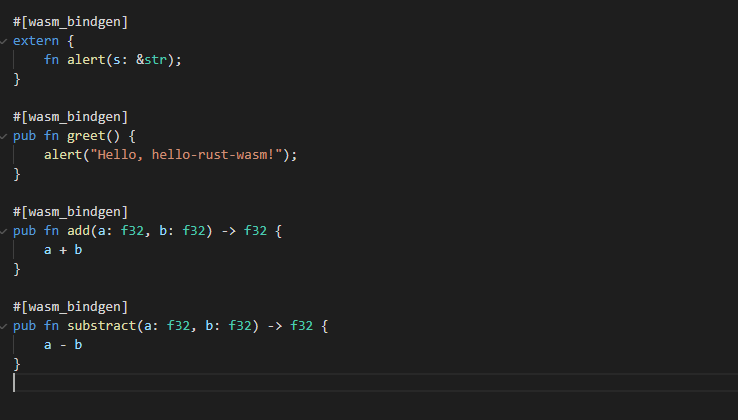 #[wasm_bindgen]
extern {
    fn alert(s: &str);
}

#[wasm_bindgen]
pub fn greet() {
    alert("Hello, hello-rust-wasm!");
}

#[wasm_bindgen]
pub fn add(a: f32, b: f32) -> f32 {
    a + b
}

#[wasm_bindgen]
pub fn substract(a: f32, b: f32) -> f32 {
    a - b
}